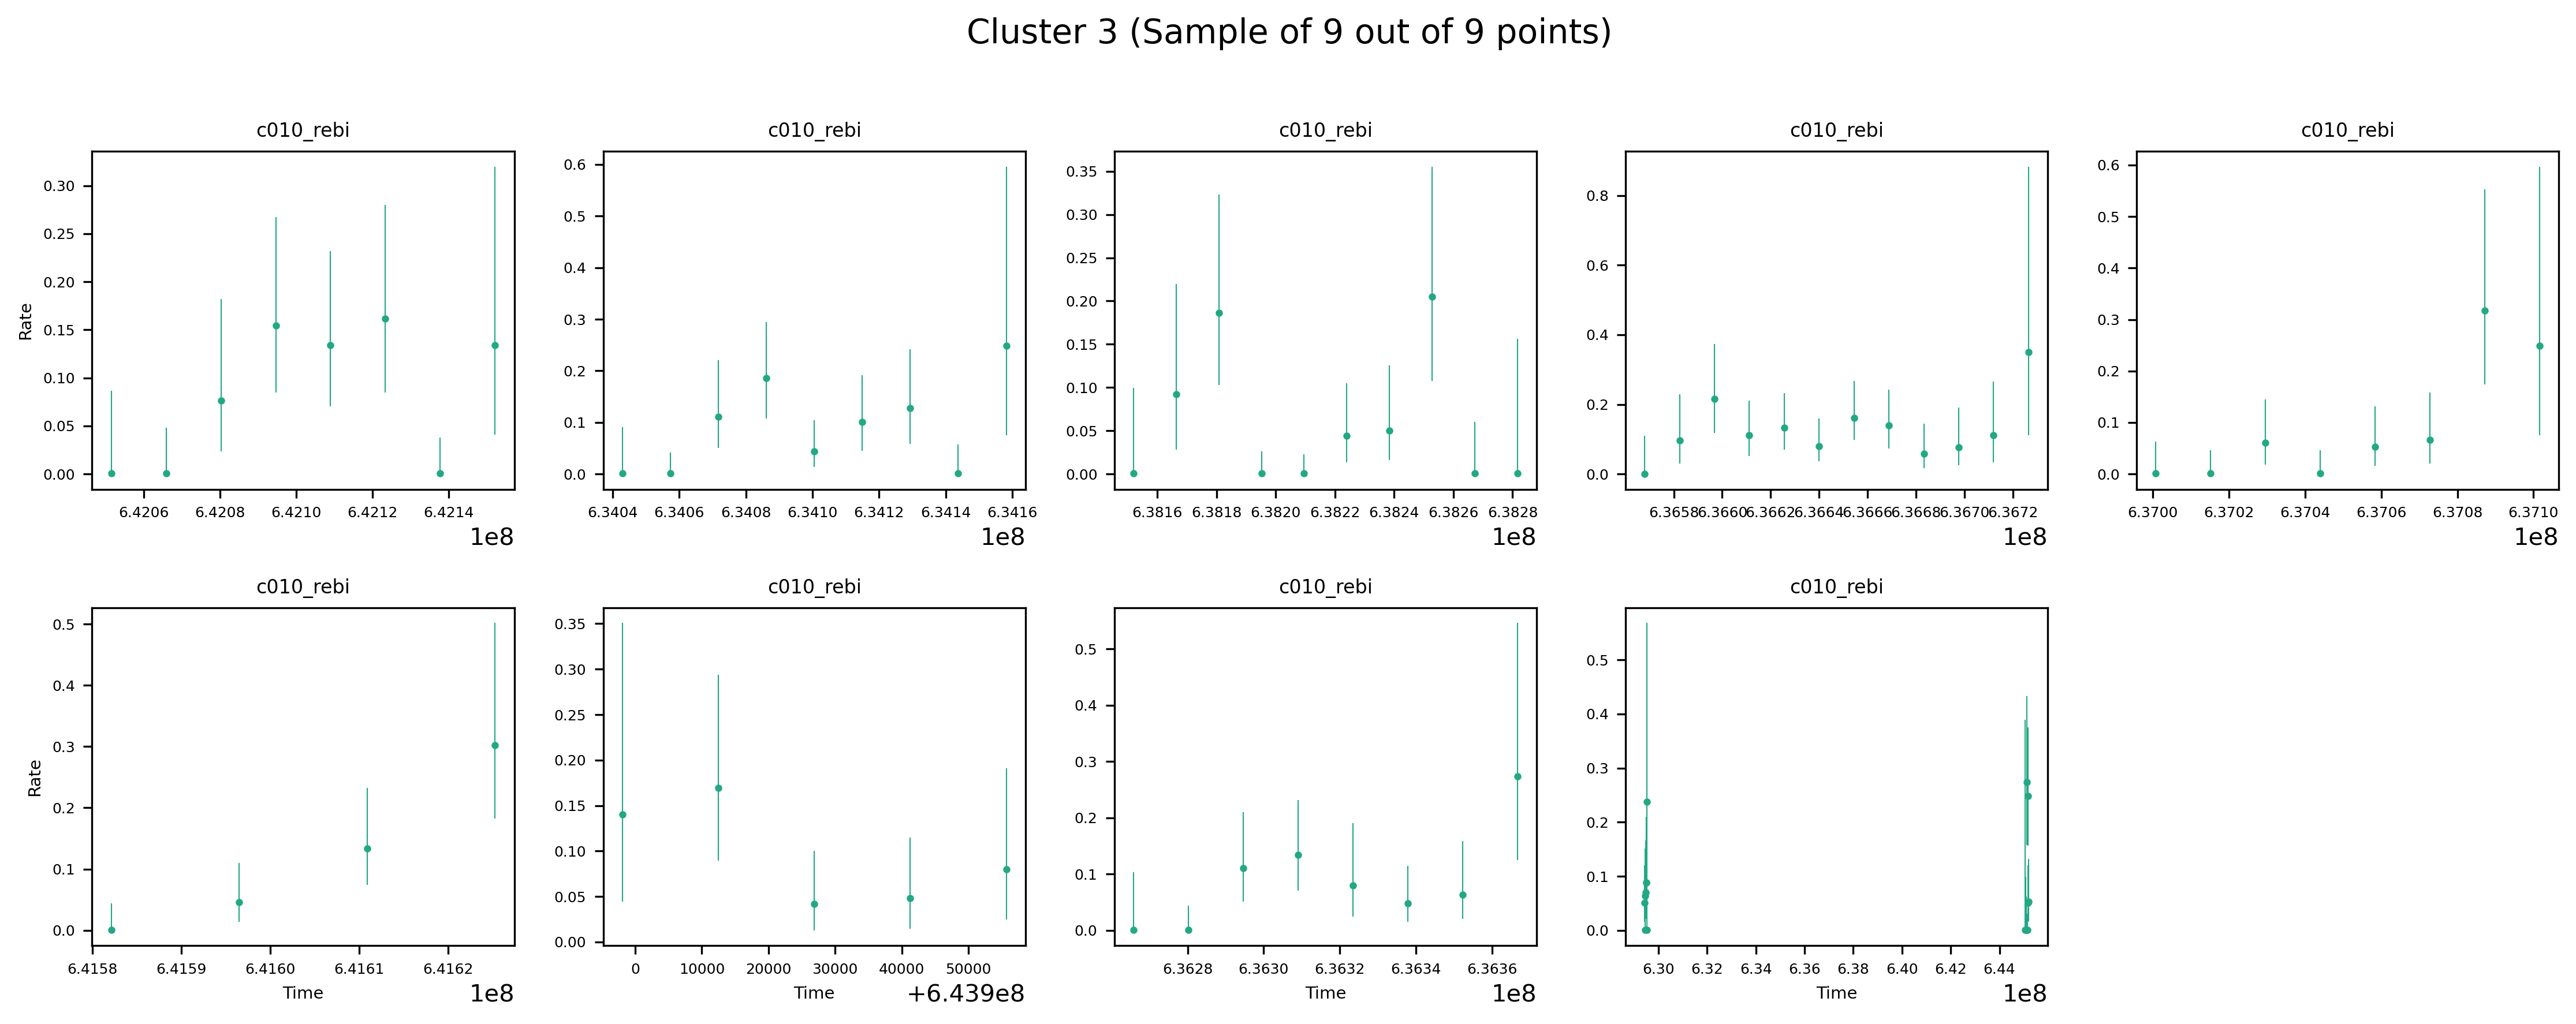 Cluster 3 (Sample of 9 out of 9 points)
c010_rebi c010_rebi c010_rebi c010_rebi c010_rebi
Rate
0.30
0.25
0.20
0.15
0.10
0.05
0.00
6.4206 6.4208 6.4210 6.4212 6.4214
1e8
0.6
0.5
0.4
0.3
0.2
0.1
0.0
6.3404 6.3406 6.3408 6.3410 6.3412 6.3414 6.3416
1e8
0.35
0.30
0.25
0.20
0.15
0.10
0.05
0.00
6.3816 6.3818 6.3820 6.3822 6.3824 6.3826 6.3828
1e8
0.8
0.6
0.4
0.2
0.0
6.3658 6.3660 6.3662 6.3664 6.3666 6.3668 6.3670 6.3672
1e8
0.6
0.5
0.4
0.3
0.2
0.1
0.0
6.3700 6.3702 6.3704 6.3706 6.3708 6.3710
1e8
c010_rebi c010_rebi c010_rebi c010_rebi
Rate
0.5
0.4
0.3
0.2
0.1
0.0
6.4158 6.4159 6.4160 6.4161 6.4162
Time 1e8
0.35
0.30
0.25
0.20
0.15
0.10
0.05
0.00
0 10000 20000 30000 40000 50000
Time +6.439e8
0.5
0.4
0.3
0.2
0.1
0.0
6.3628 6.3630 6.3632 6.3634 6.3636
Time 1e8
0.5
0.4
0.3
0.2
0.1
0.0
6.30 6.32 6.34 6.36 6.38 6.40 6.42 6.44
Time 1e8